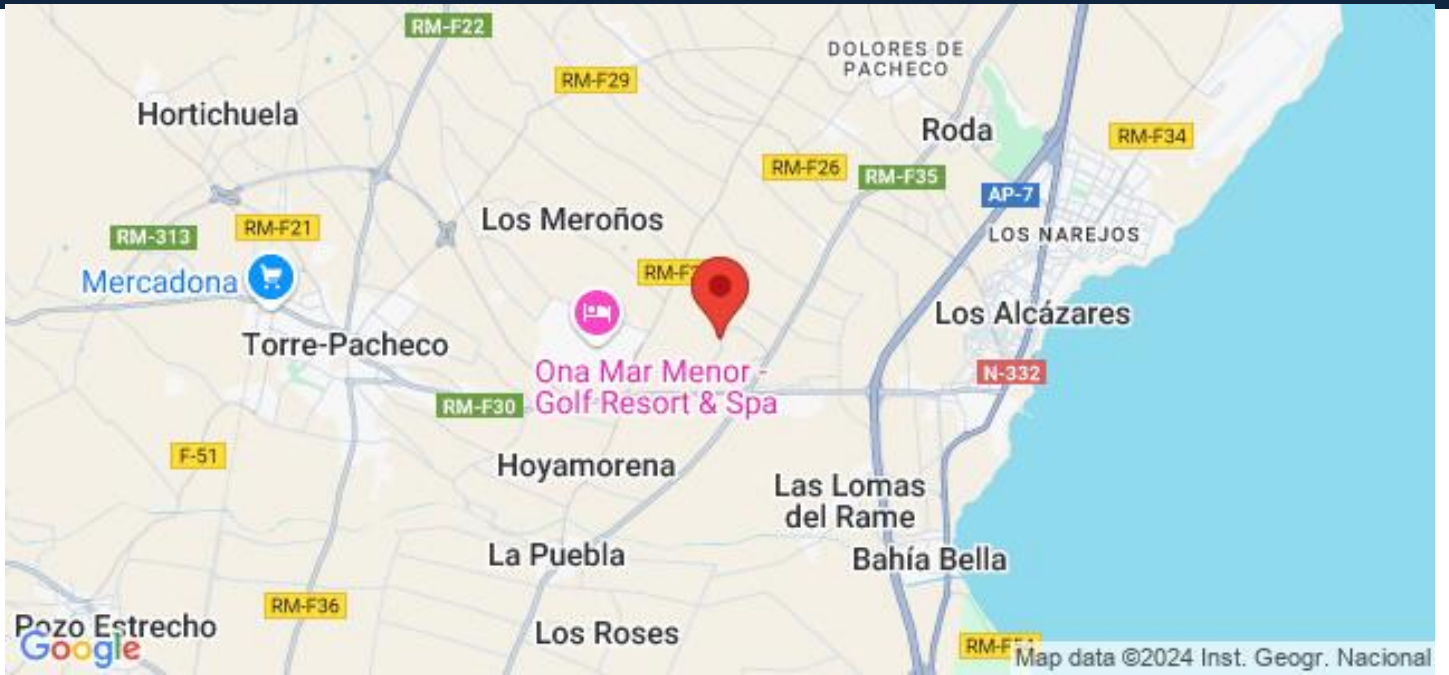 RM-F22
DOLORES DE
PACHECO
RM-F29
Hortichuela
Roda
RM-F34
RM-F26
RM-F35
AP-7
Los Meroños
RM-F21
RM-313
LOS NAREJOS
Mercadona
Los Alcázares
Torre-Pacheco
Ona Mar Menor -
Golf Resort & Spa
N-332
RM-F30
F-51
Hoyamorena
Las Lomas
del Rame
La Puebla
Bahía Bella
RM-F36
Pozo Estrecho
Los Roses
Google
Map data ©2024 Inst. Geogr. Nacional